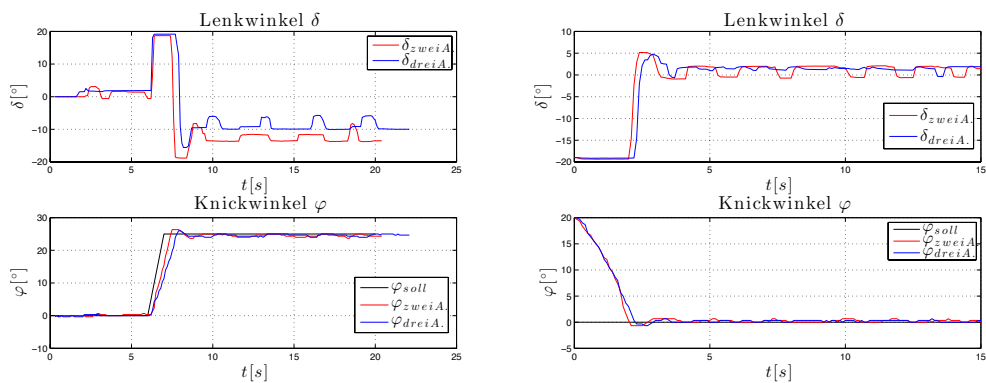 Lenkwinkel δ
20
10
0
−10
−20
δ[°]
δzweiA.
δdreiA.
0 5 10 15 20 25
t[s]
Lenkwinkel δ
10
5
0
−5
−10
−15
−20
δ[°]
δzweiA.
δdreiA.
0 5 10 15
t[s]
Knickwinkel φ
30
20
10
0
−10
φ[°]
φsoll
φzweiA.
φdreiA.
0 5 10 15 20 25
t[s]
Knickwinkel φ
20
15
10
5
0
−5
φ[°]
φsoll
φzweiA.
φdreiA.
0 5 10 15
t[s]